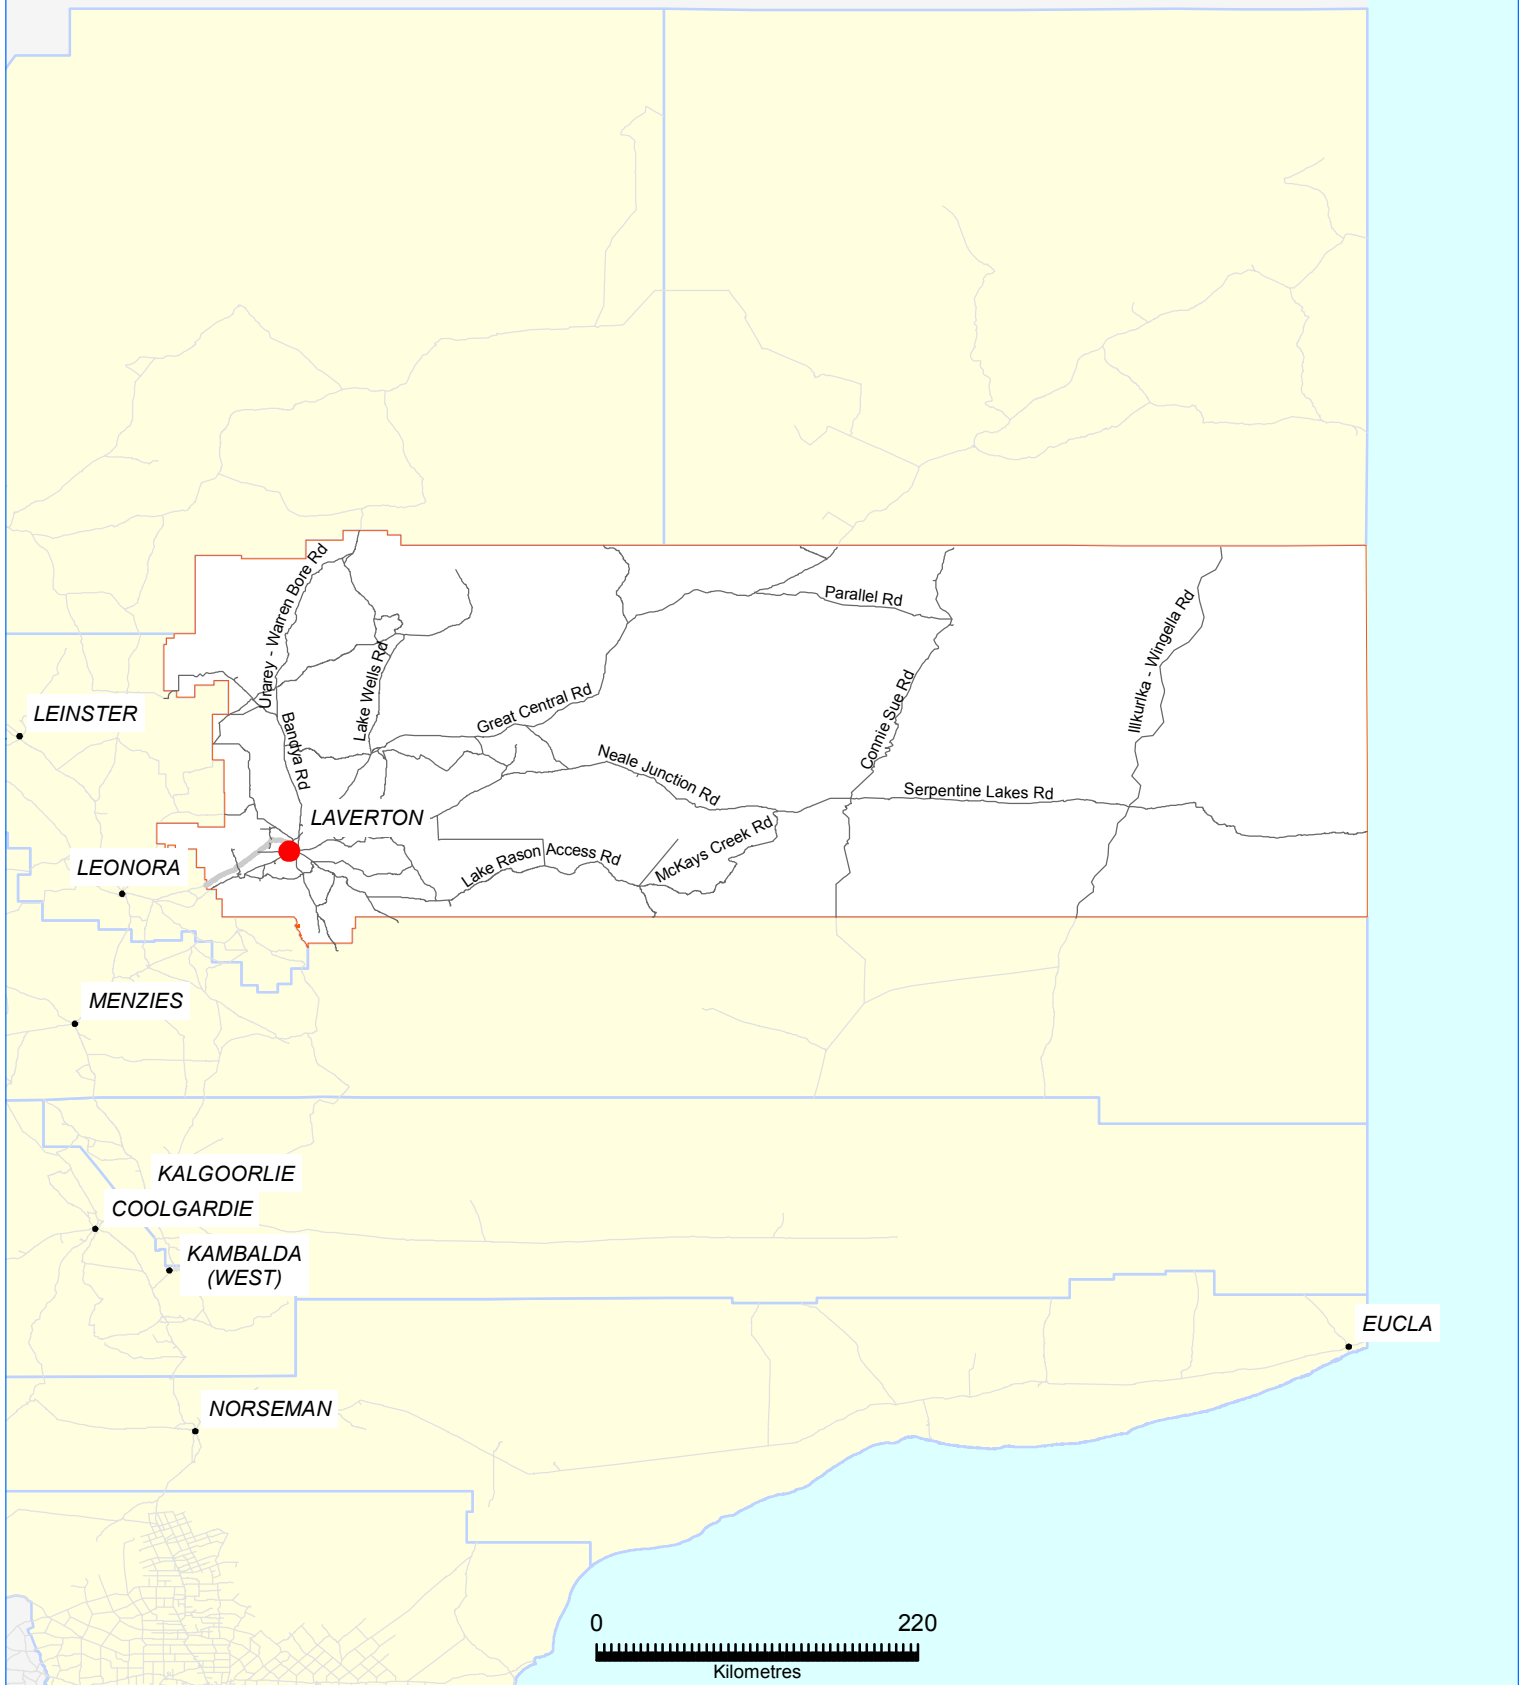 Urarey - Warren Bore Rd
Parallel Rd
Illkurlka - Wingella Rd
Lake Wells Rd
Connie Sue Rd
Great Central Rd
LEINSTER
Bandya Rd
Neale Junction Rd
Serpentine Lakes Rd
LAVERTON
McKays Creek Rd
Lake Rason Access Rd
LEONORA
MENZIES
KALGOORLIE
COOLGARDIE
KAMBALDA
(WEST)
EUCLA
NORSEMAN
0 220
Kilometres